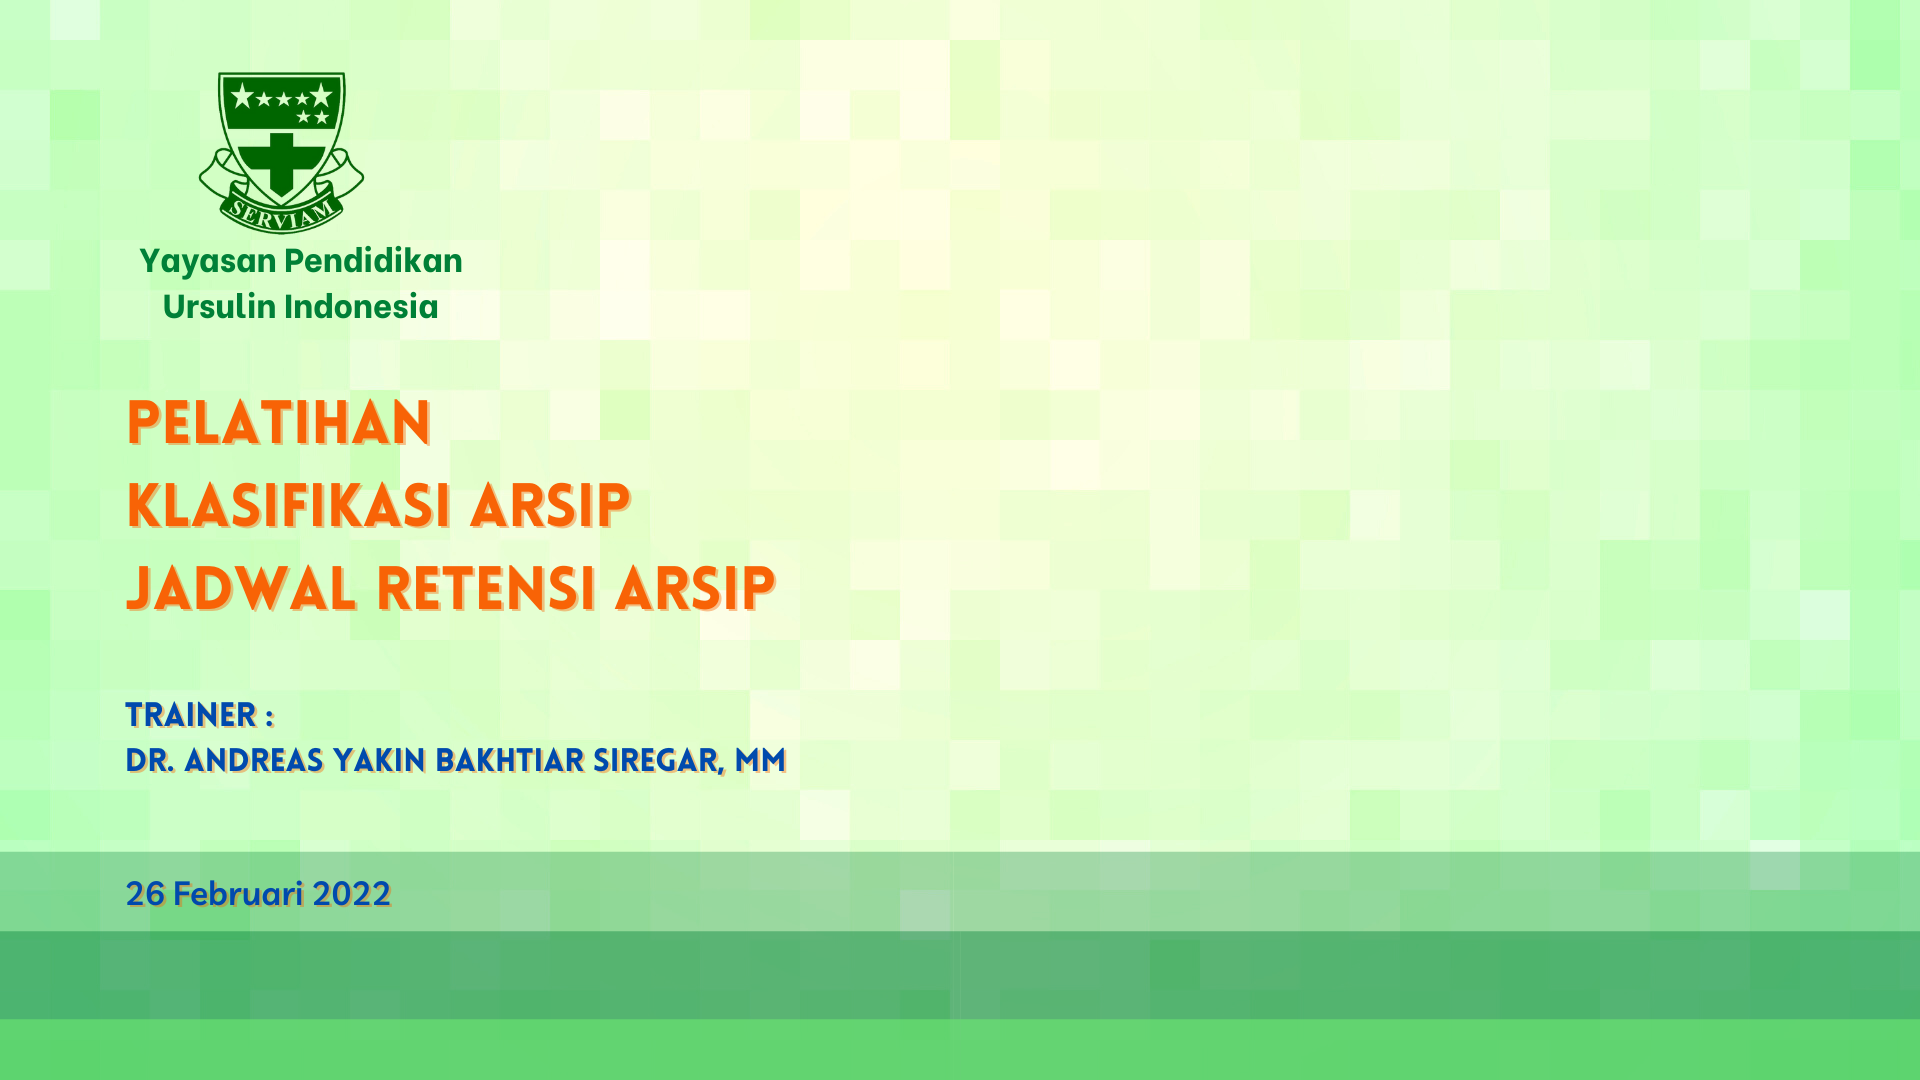 SERVIAM
Yayasan Pendidikan
Ursulin Indonesia
PELATIHAN
KLASIFIKASI ARSIP
JADWAL RETENSI ARSIP
TRAINER :
DR. ANDREAS YAKIN BAKHTIAR SIREGAR, MM
26 Februari 2022